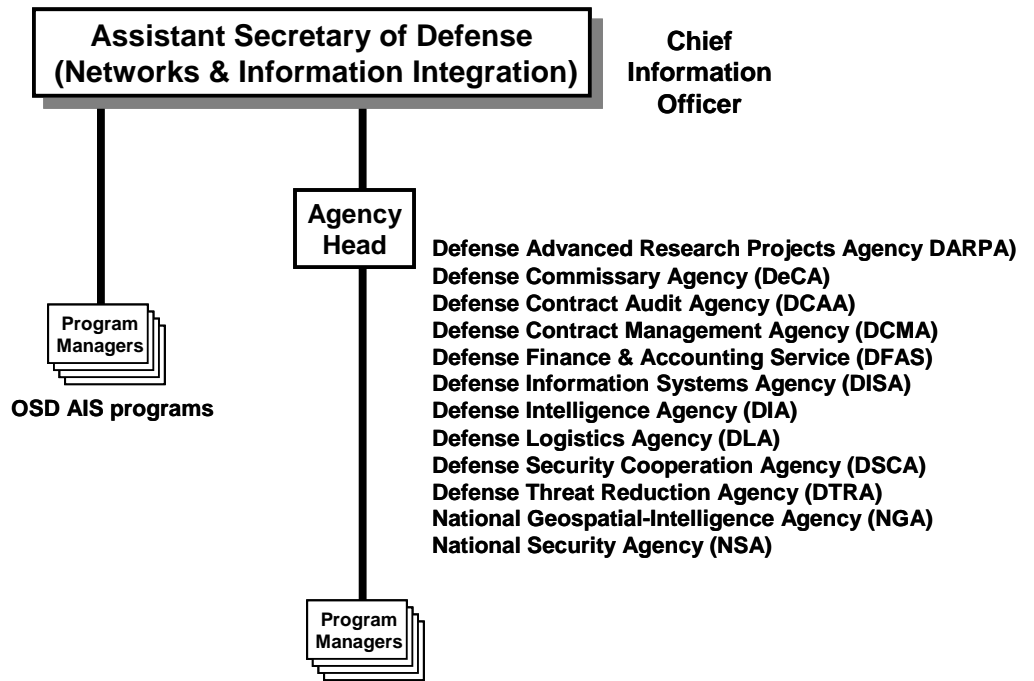 Assistant Secretary of Defense
(Networks & Information Integration)
Chief
Information
Officer
Agency
Head
Defense Advanced Research Projects Agency DARPA)
Defense Commissary Agency (DeCA)
Defense Contract Audit Agency (DCAA)
Defense Contract Management Agency (DCMA)
Defense Finance & Accounting Service (DFAS)
Defense Information Systems Agency (DISA)
Defense Intelligence Agency (DIA)
Defense Logistics Agency (DLA)
Defense Security Cooperation Agency (DSCA)
Defense Threat Reduction Agency (DTRA)
National Geospatial-Intelligence Agency (NGA)
National Security Agency (NSA)
Program
Managers
OSD AIS programs
Program
Managers